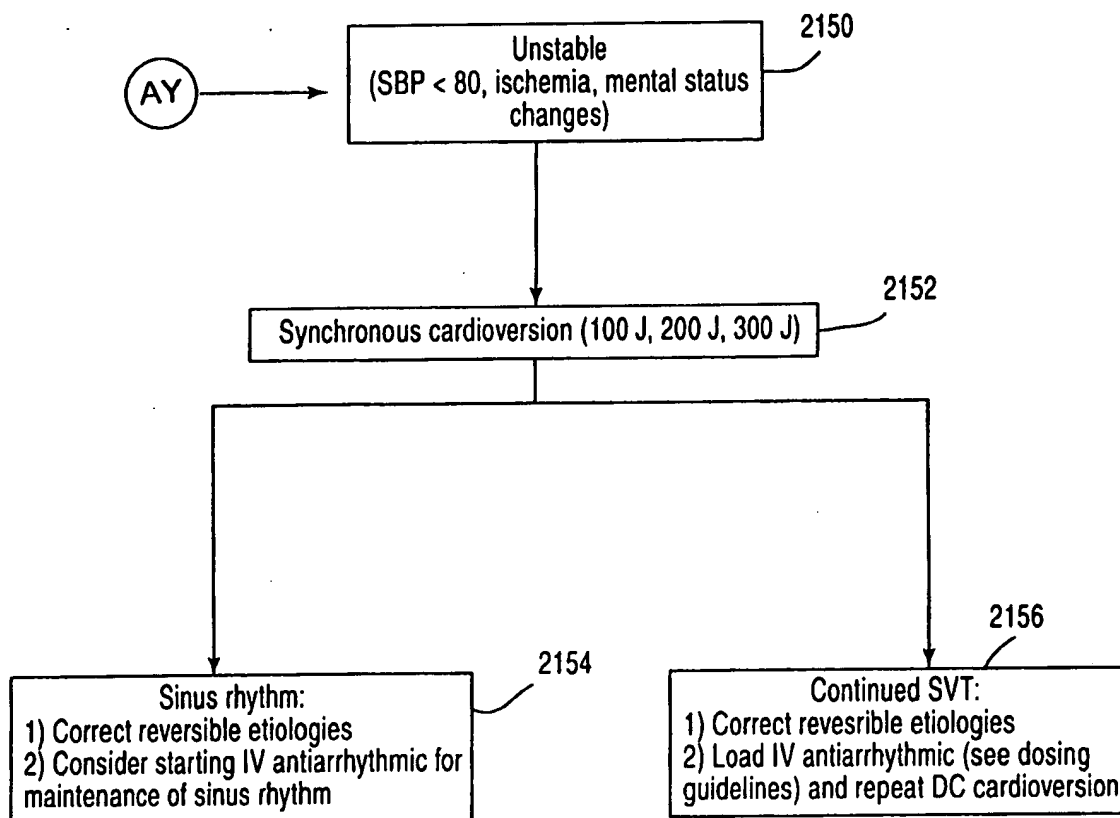 2150
Unstable
(SBP < 80, ischemia, mental status
changes)
AY
2152
Synchronous cardioversion (100 J, 200 J, 300 J)
2154
Sinus rhythm:
1) Correct reversible etiologies
2) Consider starting IV antiarrhythmic for
maintenance of sinus rhythm
2156
Continued SVT:
1) Correct revesrible etiologies
2) Load IV antiarrhythmic (see dosing
guidelines) and repeat DC cardioversion